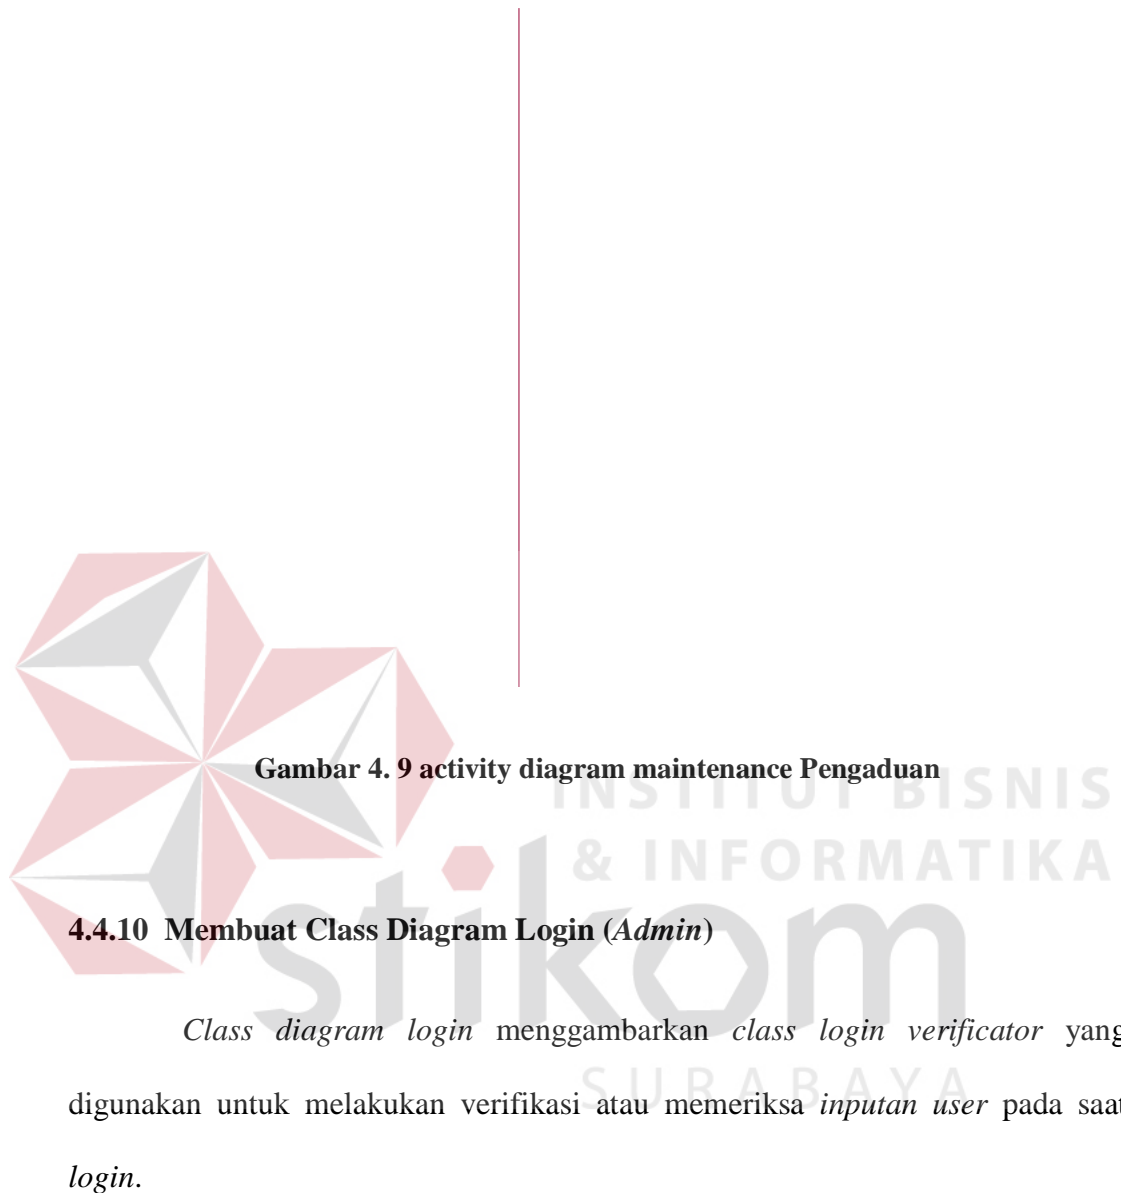 Gambar 4. 9 activity diagram maintenance Pengaduan
INSTITUT BISNIS
& INFORMATIKA
stikom
SURABAYA
4.4.10 Membuat Class Diagram Login (Admin)
Class diagram login menggambarkan class login verificator yang
digunakan untuk melakukan verifikasi atau memeriksa inputan user pada saat
login.